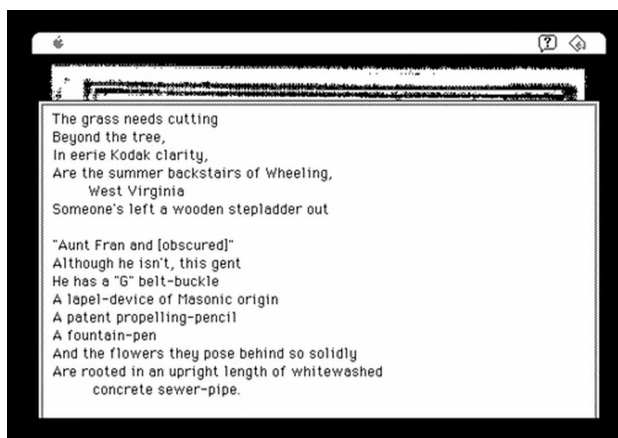 The grass needs cutting
Beyond the tree,
In eerie Kodak clarity,
Are the summer backstairs of Wheeling,
West Virginia
Someone's left a wooden stepladder out
"Aunt Fran and [obscured]"
Although he isn't, this gent
He has a "G" belt-buckle
A lapel-device of Masonic origin
A patent propelling-pencil
A fountain-pen
And the flowers they pose behind so solidly
Are rooted in an upright length of whitewashed
concrete sewer-pipe.